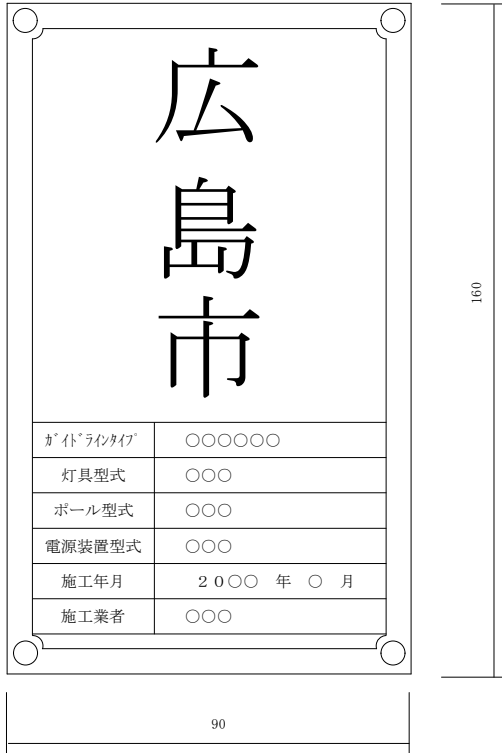 広
島
市
ｶﾞｲﾄﾞﾗｲﾝﾀｲﾌﾟ ○○○○○○
灯具型式 ○○○
ポール型式 ○○○
電源装置型式 ○○○
施工年月 ２０○○ 年 ○ 月
施工業者 ○○○
160
90